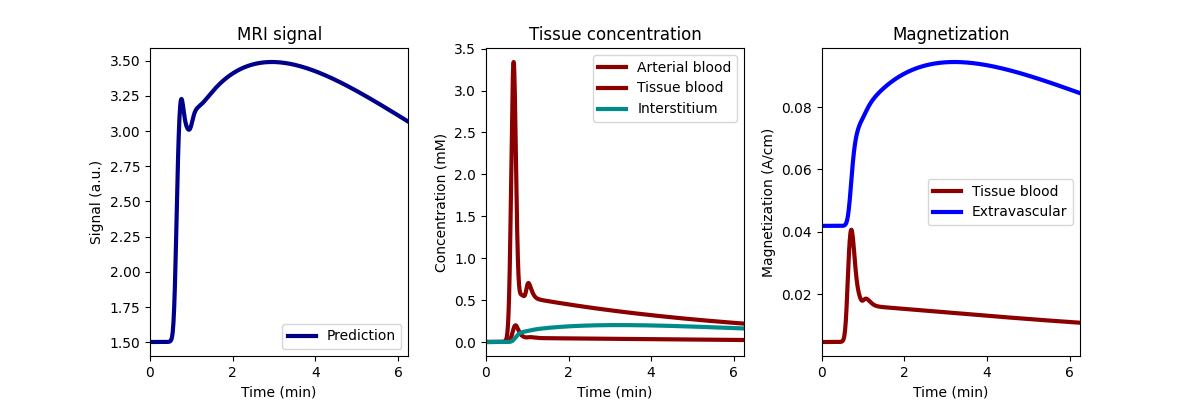 MRI signal
Signal (a.u.)
3.50
3.25
3.00
2.75
2.50
2.25
2.00
1.75
1.50
Prediction
0 2 4 6
Time (min)
Tissue concentration
Concentration (mM)
3.5
3.0
2.5
2.0
1.5
1.0
0.5
0.0
Arterial blood
Tissue blood
Interstitium
0 2 4 6
Time (min)
Magnetization
Magnetization (A/cm)
0.08
0.06
0.04
0.02
Tissue blood
Extravascular
0 2 4 6
Time (min)